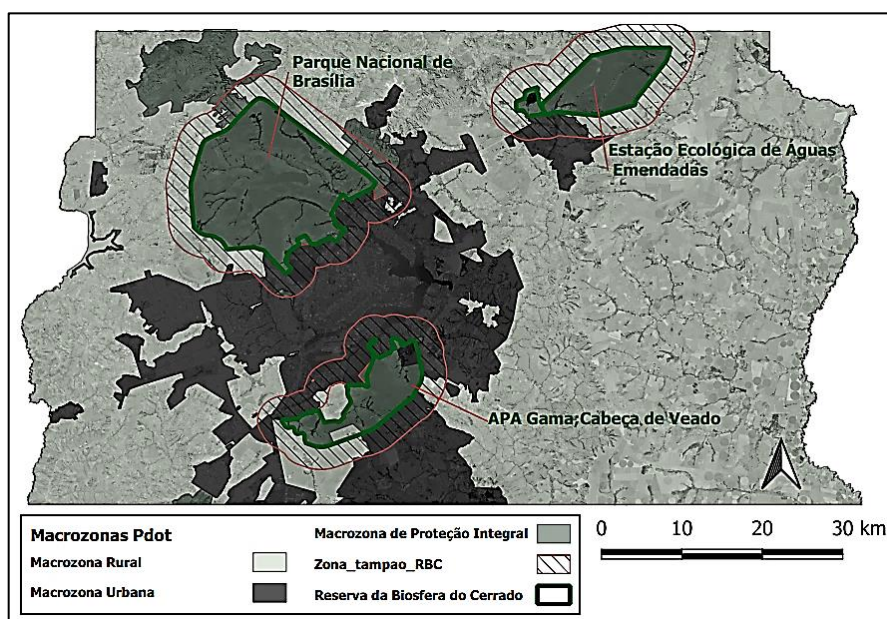 Parque Nacional de
Brasília
Estação Ecológica de Águas
Emendadas
APA Gama;Cabeça de Veado
Macrozonas Pdot
Macrozona Rural
Macrozona Urbana
Macrozona de Proteção Integral
Zona_tampao_RBC
Reserva da Biosfera do Cerrado
0 10 20 30 km